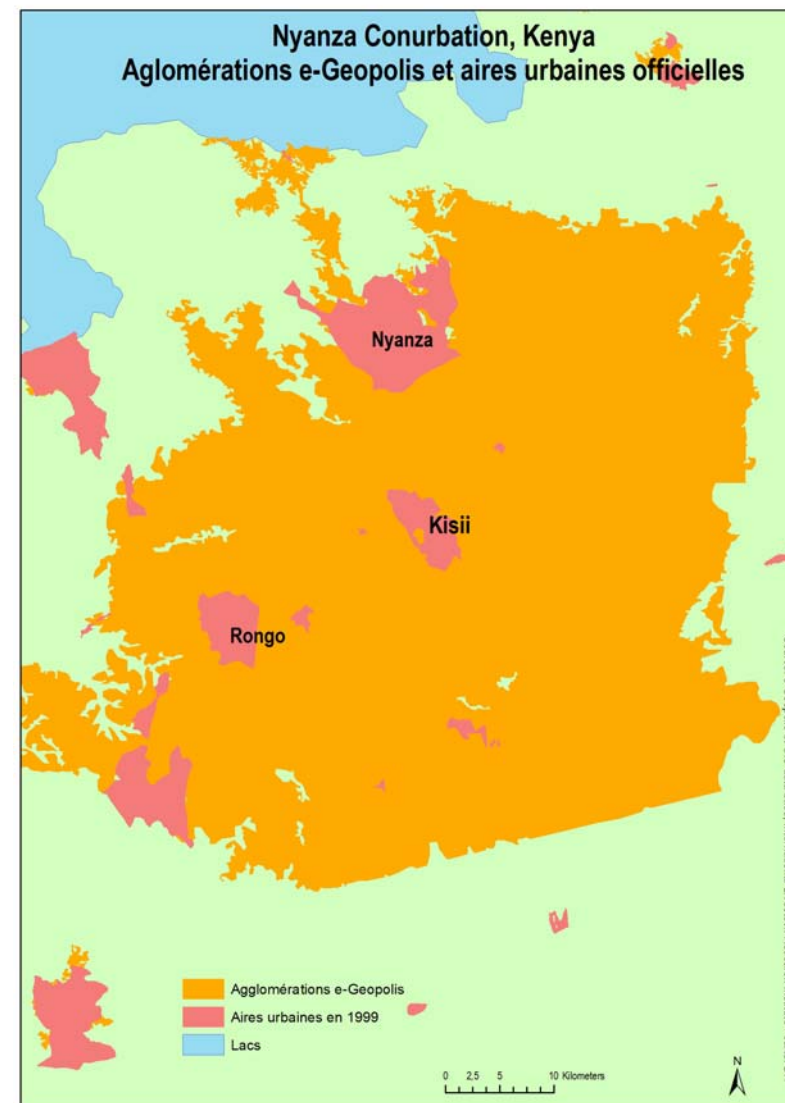 Nyanza Conurbation, Kenya
Aglomérations e-Geopolis et aires urbaines officielles
Nyanza
Kisii
Rongo
Agglomérations e-Geopolis
Aires urbaines en 1999
Lacs
0 2,5 5 10 Kilometers
N